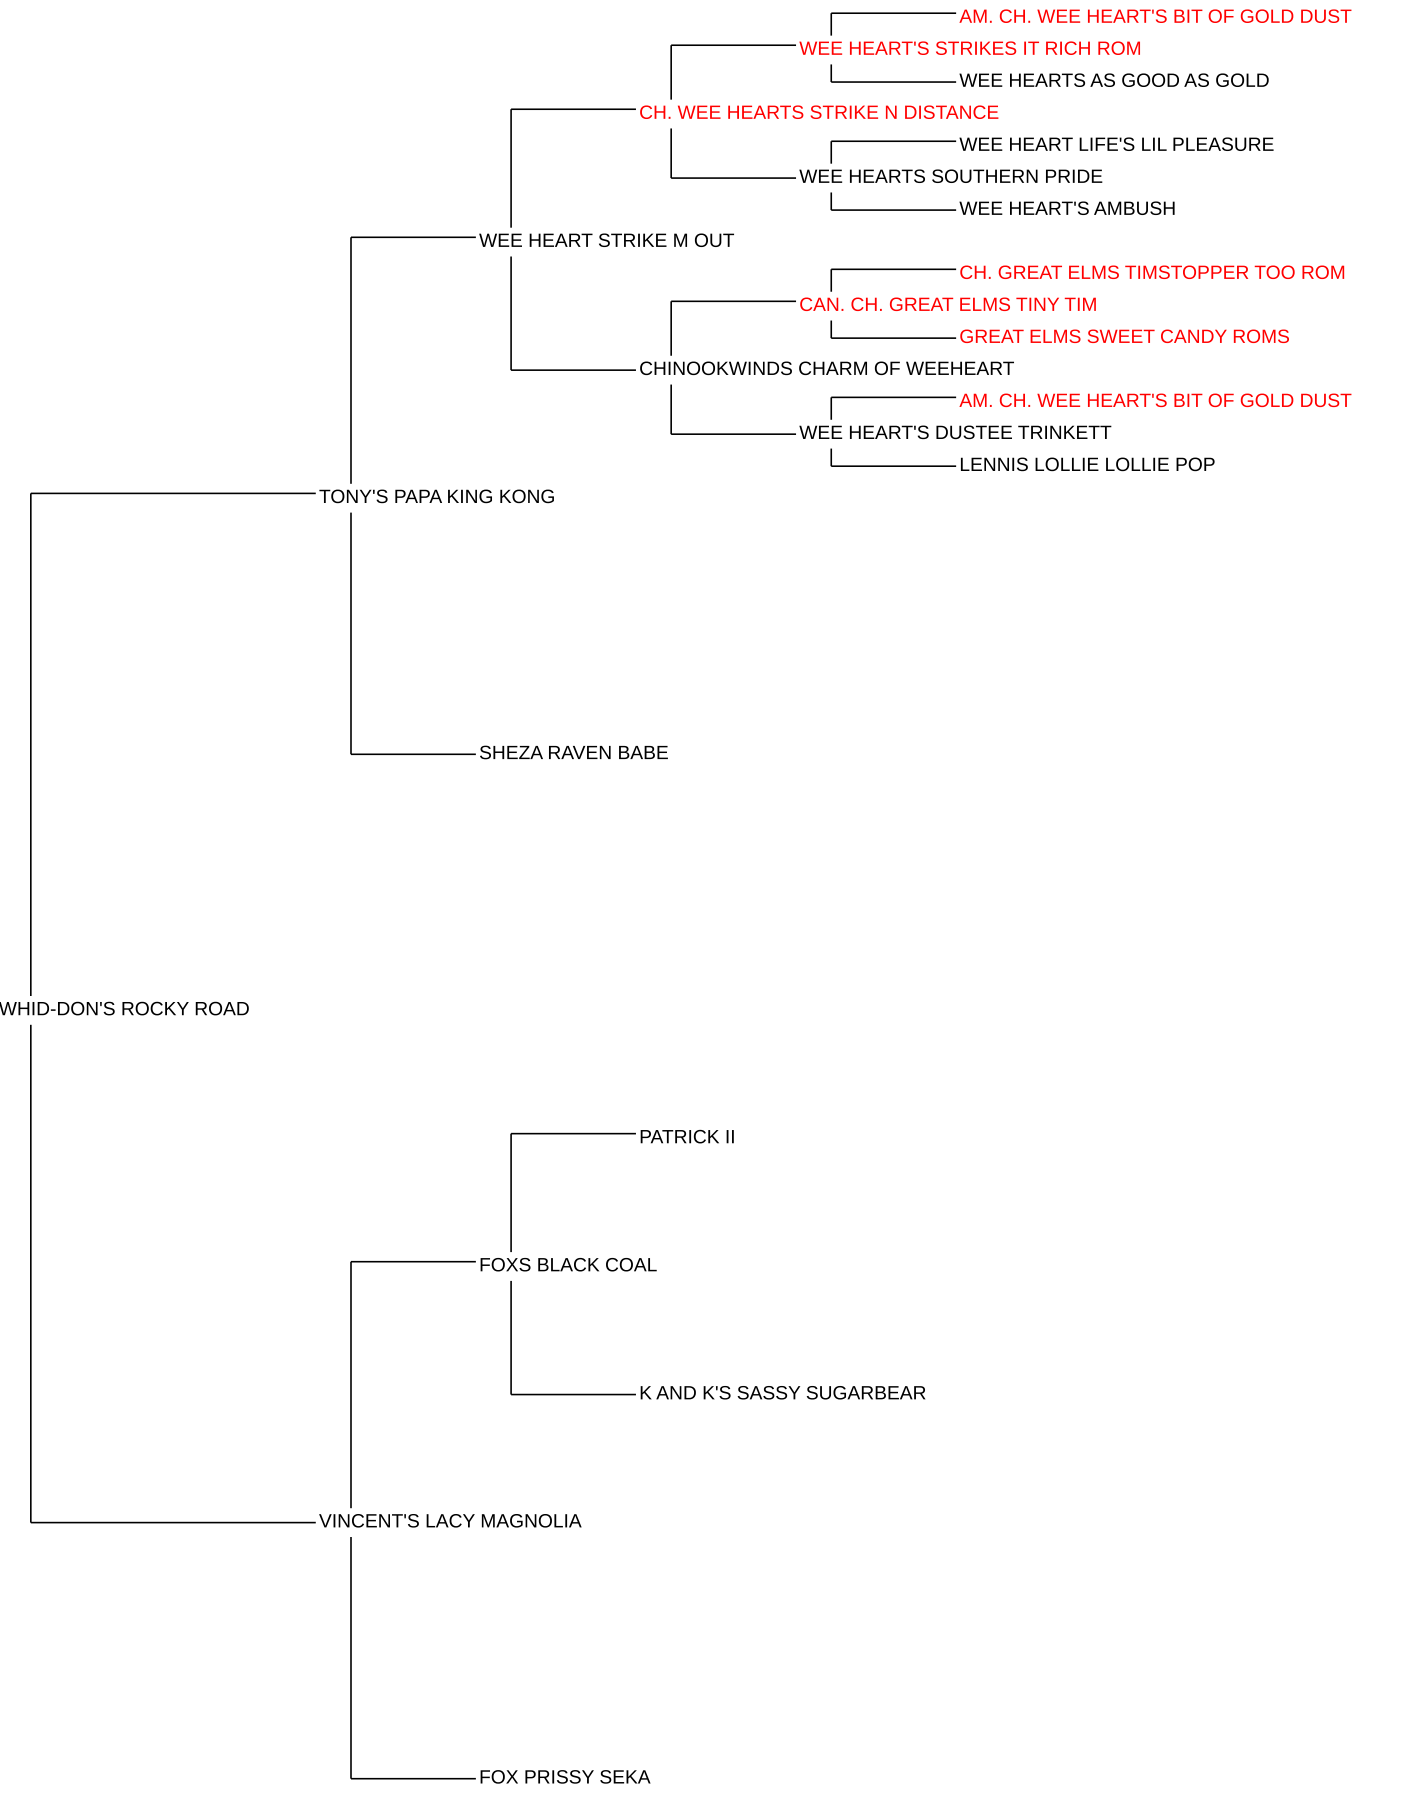 AM. CH. WEE HEART'S BIT OF GOLD DUST
WEE HEART'S STRIKES IT RICH ROM
WEE HEARTS AS GOOD AS GOLD
CH. WEE HEARTS STRIKE N DISTANCE
WEE HEART LIFE'S LIL PLEASURE
WEE HEARTS SOUTHERN PRIDE
WEE HEART'S AMBUSH
WEE HEART STRIKE M OUT
CH. GREAT ELMS TIMSTOPPER TOO ROM
CAN. CH. GREAT ELMS TINY TIM
GREAT ELMS SWEET CANDY ROMS
CHINOOKWINDS CHARM OF WEEHEART
AM. CH. WEE HEART'S BIT OF GOLD DUST
WEE HEART'S DUSTEE TRINKETT
LENNIS LOLLIE LOLLIE POP
TONY'S PAPA KING KONG
SHEZA RAVEN BABE
WHID-DON'S ROCKY ROAD
PATRICK II
FOXS BLACK COAL
K AND K'S SASSY SUGARBEAR
VINCENT'S LACY MAGNOLIA
FOX PRISSY SEKA